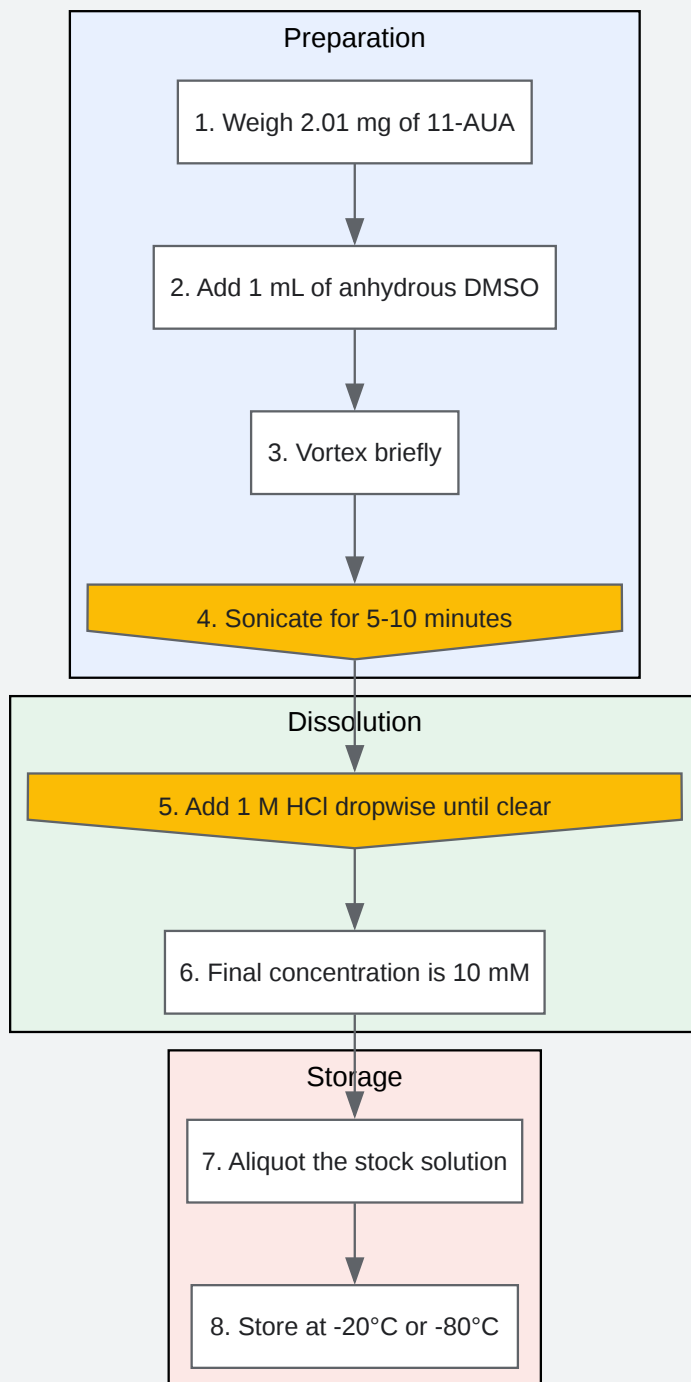 Preparation
1. Weigh 2.01 mg of 11-AUA
2. Add 1 mL of anhydrous DMSO
3. Vortex briefly
4. Sonicate for 5-10 minutes
Dissolution
5. Add 1 M HCl dropwise until clear
6. Final concentration is 10 mM
Storage
7. Aliquot the stock solution
8. Store at -20°C or -80°C